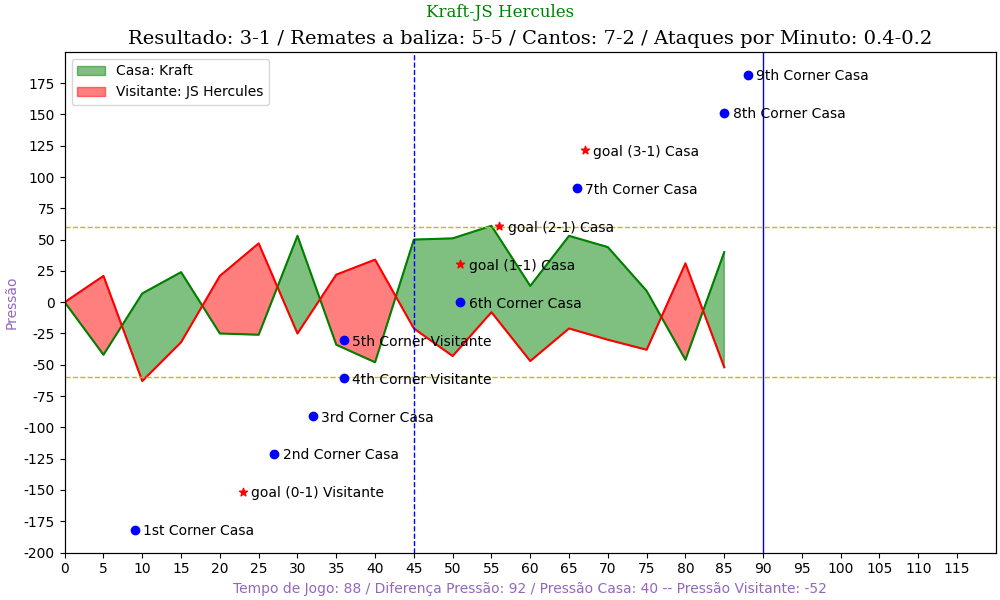 Kraft-JS Hercules
Resultado: 3-1 / Remates a baliza: 5-5 / Cantos: 7-2 / Ataques por Minuto: 0.4-0.2
Casa: Kraft
Visitante: JS Hercules
Pressão
175
150
125
100
75
50
25
0
-25
-50
-75
-100
-125
-150
-175
-200
9th Corner Casa
8th Corner Casa
goal (3-1) Casa
7th Corner Casa
goal (2-1) Casa
goal (1-1) Casa
6th Corner Casa
5th Corner Visitante
4th Corner Visitante
3rd Corner Casa
2nd Corner Casa
goal (0-1) Visitante
1st Corner Casa
0 5 10 15 20 25 30 35 40 45 50 55 60 65 70 75 80 85 90 95 100 105 110 115
Tempo de Jogo: 88 / Diferença Pressão: 92 / Pressão Casa: 40 -- Pressão Visitante: -52